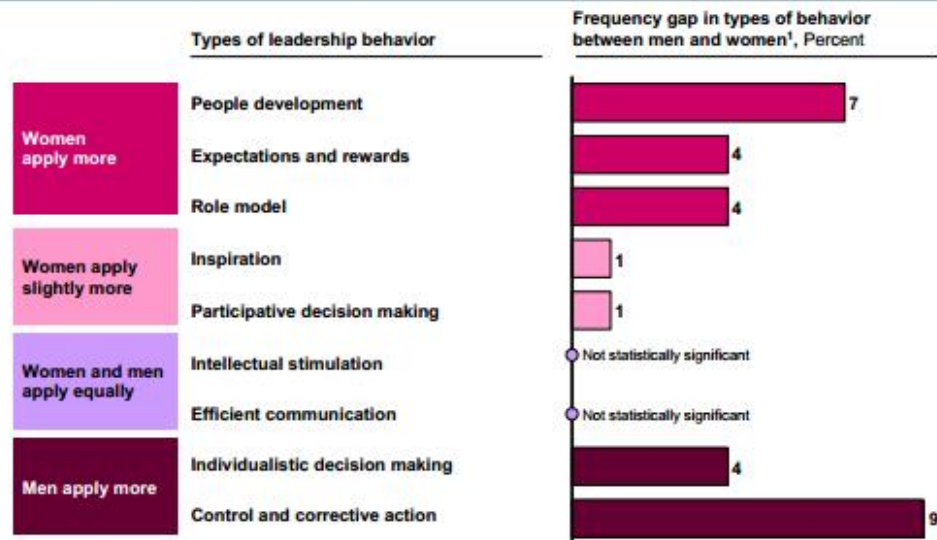 Types of leadership behavior
Frequency gap in types of behavior
between men and women¹, Percent
Women
apply more
People development
7
Expectations and rewards
4
Role model
4
Women apply
slightly more
Inspiration
1
Participative decision making
1
Women and men
apply equally
Intellectual stimulation
Not statistically significant
Efficient communication
Not statistically significant
Men apply more
Individualistic decision making
4
Control and corrective action
9